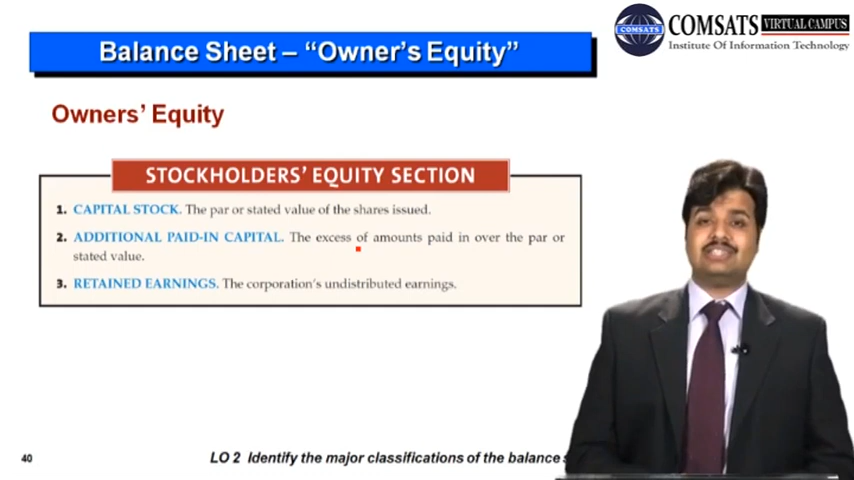 Balance Sheet – “Owner’s Equity”
COMSATS
COMSATS VIRTUAL CAMPUS
Institute Of Information Technology
Owners’ Equity
STOCKHOLDERS’ EQUITY SECTION
1. CAPITAL STOCK. The par or stated value of the shares issued.
2. ADDITIONAL PAID-IN CAPITAL. The excess of amounts paid in over the par or
stated value.
3. RETAINED EARNINGS. The corporation’s undistributed earnings.
40
LO 2 Identify the major classifications of the balance